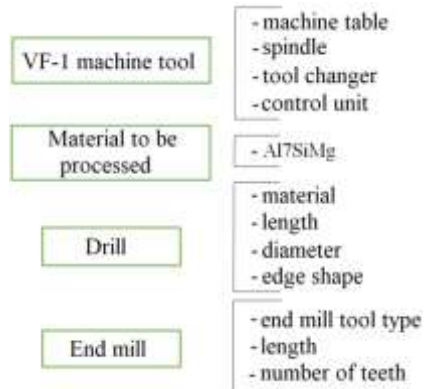 VF-1 machine tool
- machine table
- spindle
- tool changer
- control unit
Material to be
processed
- Al7SiMg
Drill
- material
- length
- diameter
- edge shape
End mill
- end mill tool type
- length
- number of teeth